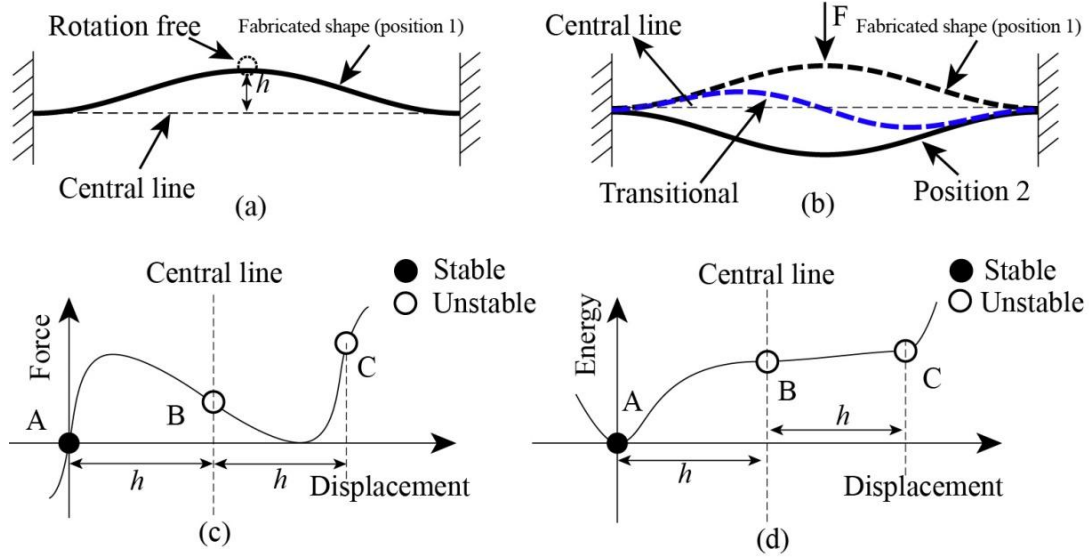 Rotation free
Fabricated shape (position 1)
h
Central line
(a)
Central line
F
Fabricated shape (position 1)
Transitional
Position 2
(b)
Central line
Stable
Unstable
Force
A
B
C
h
h
Displacement
(c)
Central line
Stable
Unstable
Energy
A
B
C
h
h
Displacement
(d)